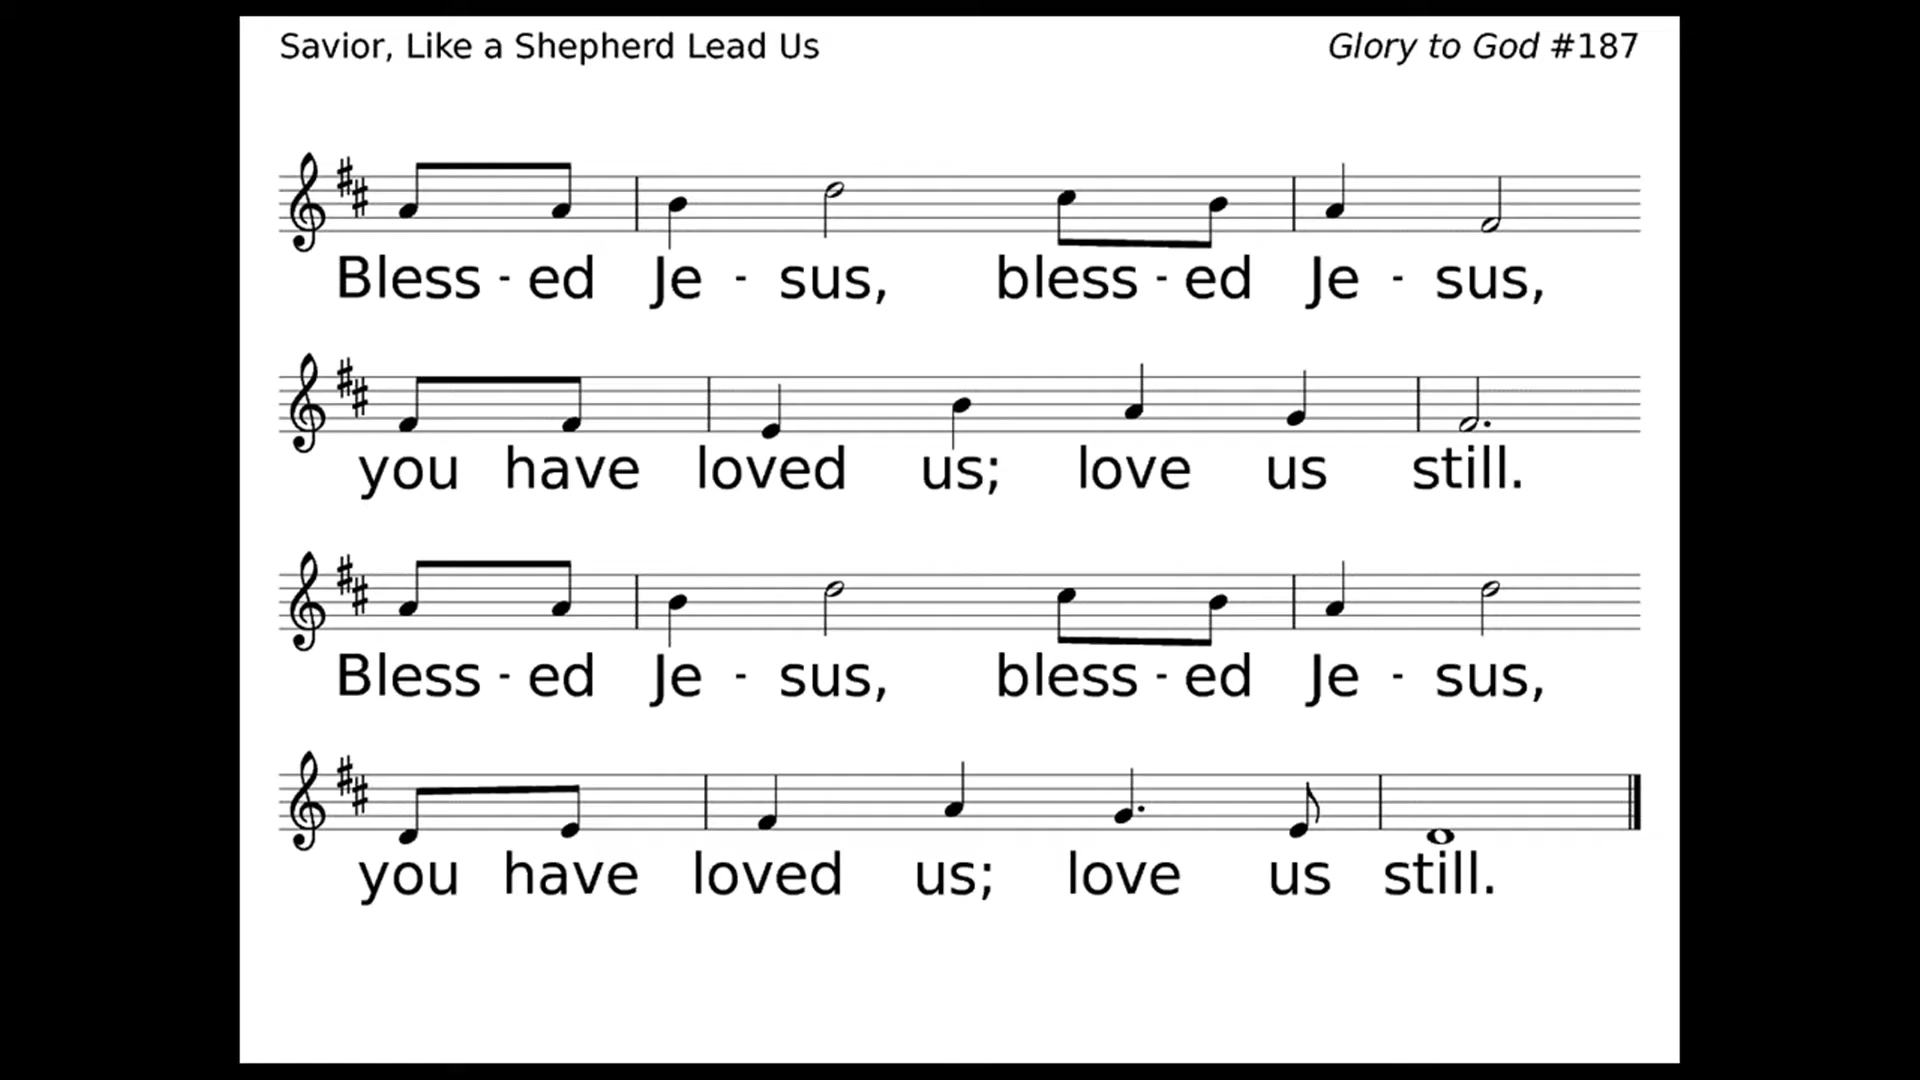 Savior, Like a Shepherd Lead Us
Glory to God #187
Bless - ed Je - sus, bless - ed Je - sus,
you have loved us; love us still.
Bless - ed Je - sus, bless - ed Je - sus,
you have loved us; love us still.